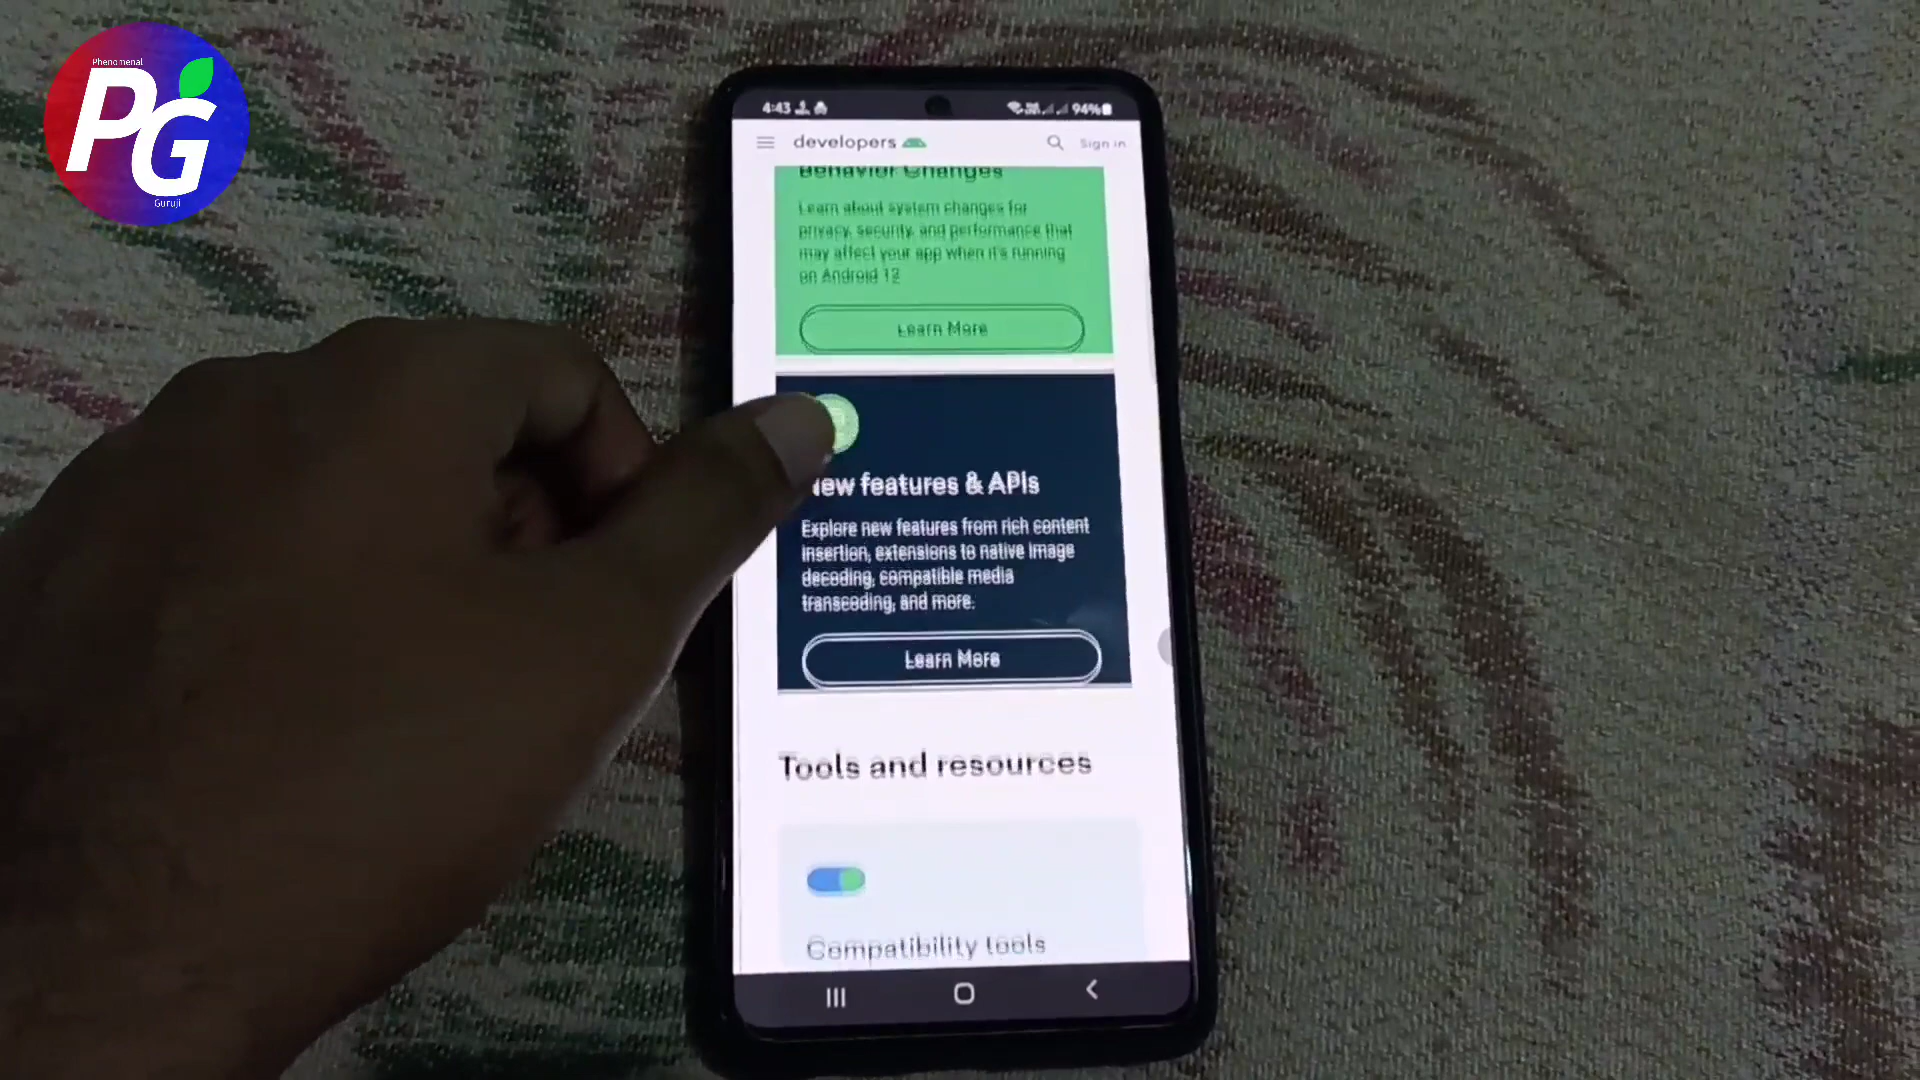 Phenomenal
PG
Guruji
4:43
94%
developers
Sign in
Behavior Changes
Learn about system changes for
privacy, security, and performance that
may affect your app when it's running
on Android 12
Learn More
New features & APIs
Explore new features from rich content
insertion, extensions to native image
decoding, compatible media
transcoding, and more.
Learn More
Tools and resources
Compatibility tools